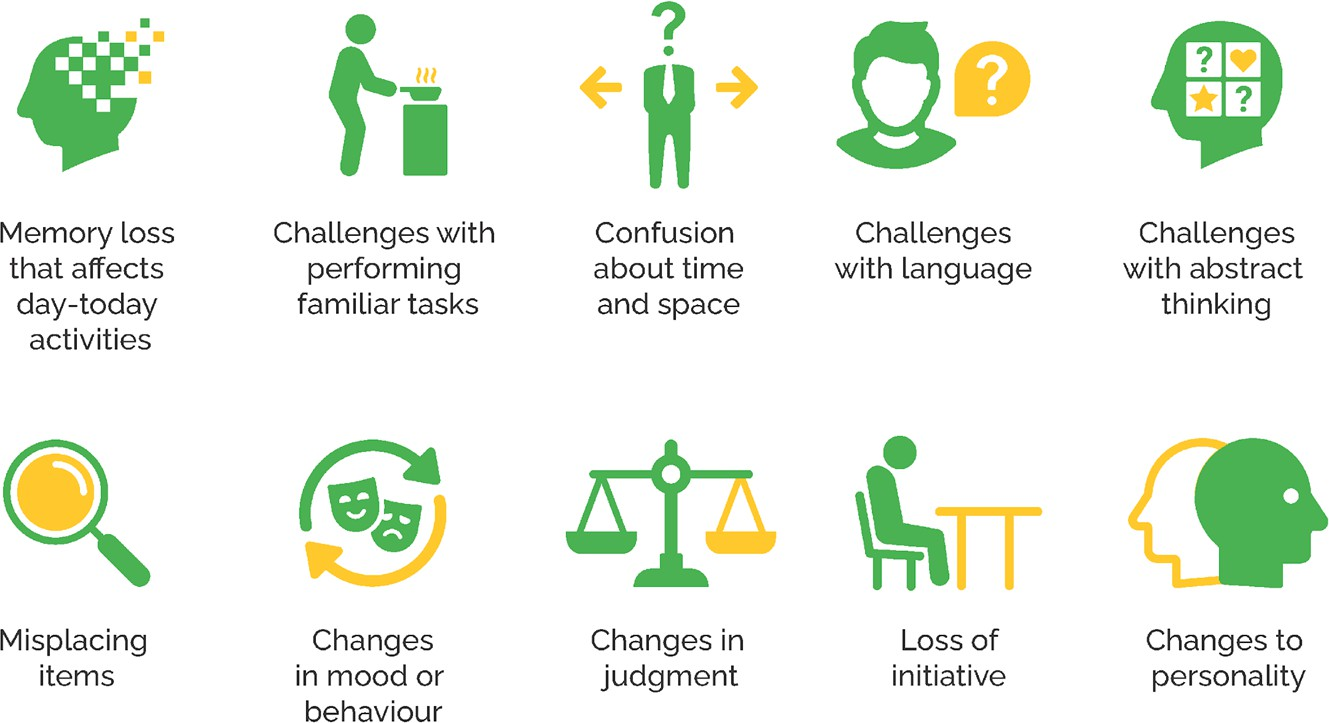 ?
?
?
?
Memory loss
that affects
day-today
activities
Challenges with
performing
familiar tasks
Confusion
about time
and space
Challenges
with language
Challenges
with abstract
thinking
Misplacing
items
Changes
in mood or
behaviour
Changes in
judgment
Loss of
initiative
Changes to
personality